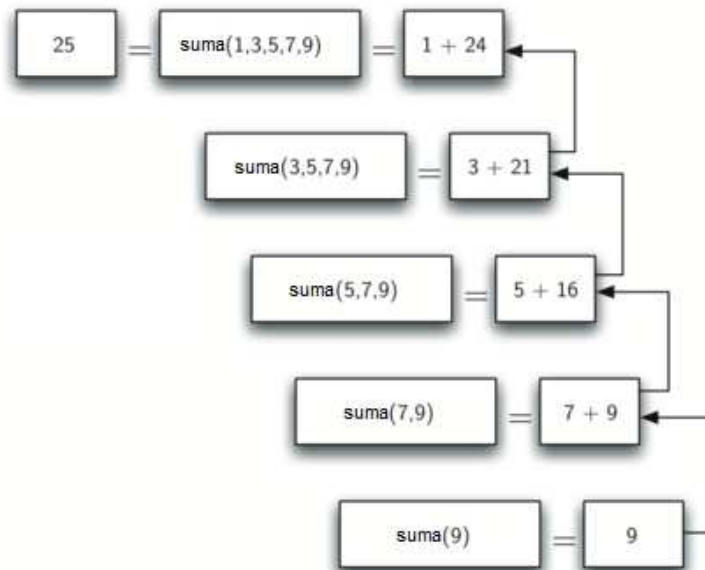 25 = suma(1,3,5,7,9) = 1 + 24
suma(3,5,7,9) = 3 + 21
suma(5,7,9) = 5 + 16
suma(7,9) = 7 + 9
suma(9) = 9